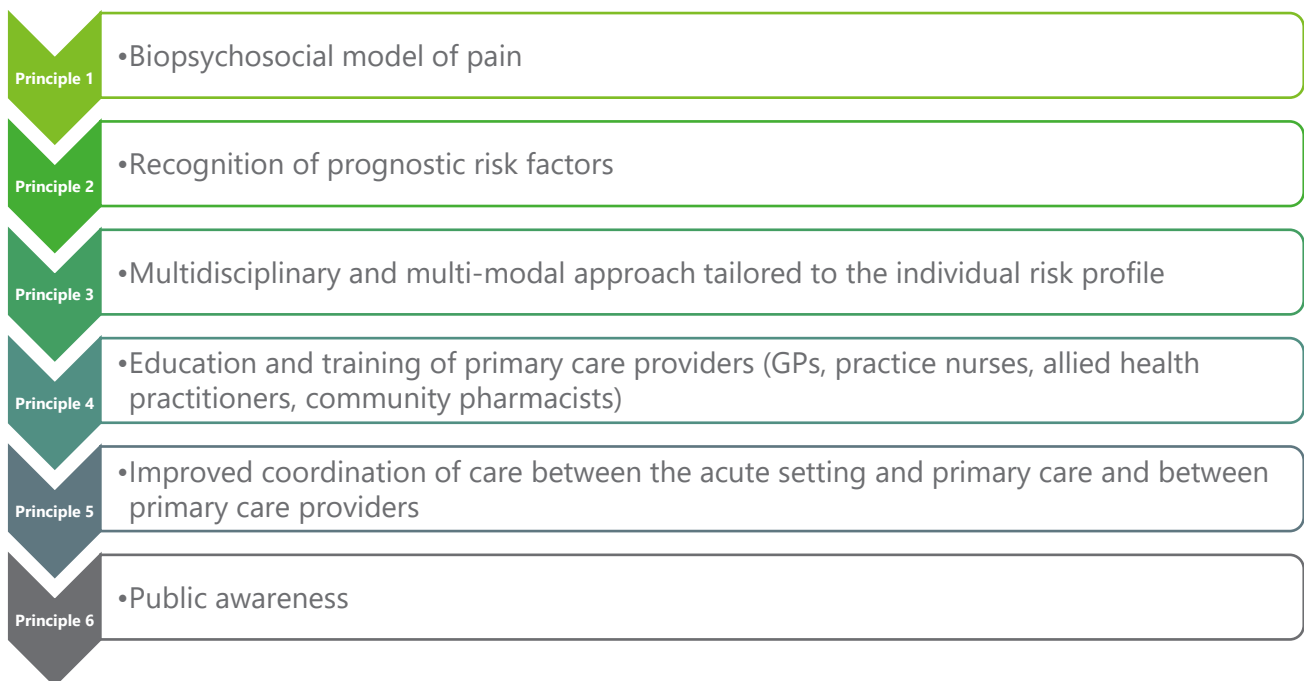 Principle 1
•Biopsychosocial model of pain
Principle 2
•Recognition of prognostic risk factors
Principle 3
•Multidisciplinary and multi-modal approach tailored to the individual risk profile
Principle 4
•Education and training of primary care providers (GPs, practice nurses, allied health
practitioners, community pharmacists)
Principle 5
•Improved coordination of care between the acute setting and primary care and between
primary care providers
Principle 6
•Public awareness